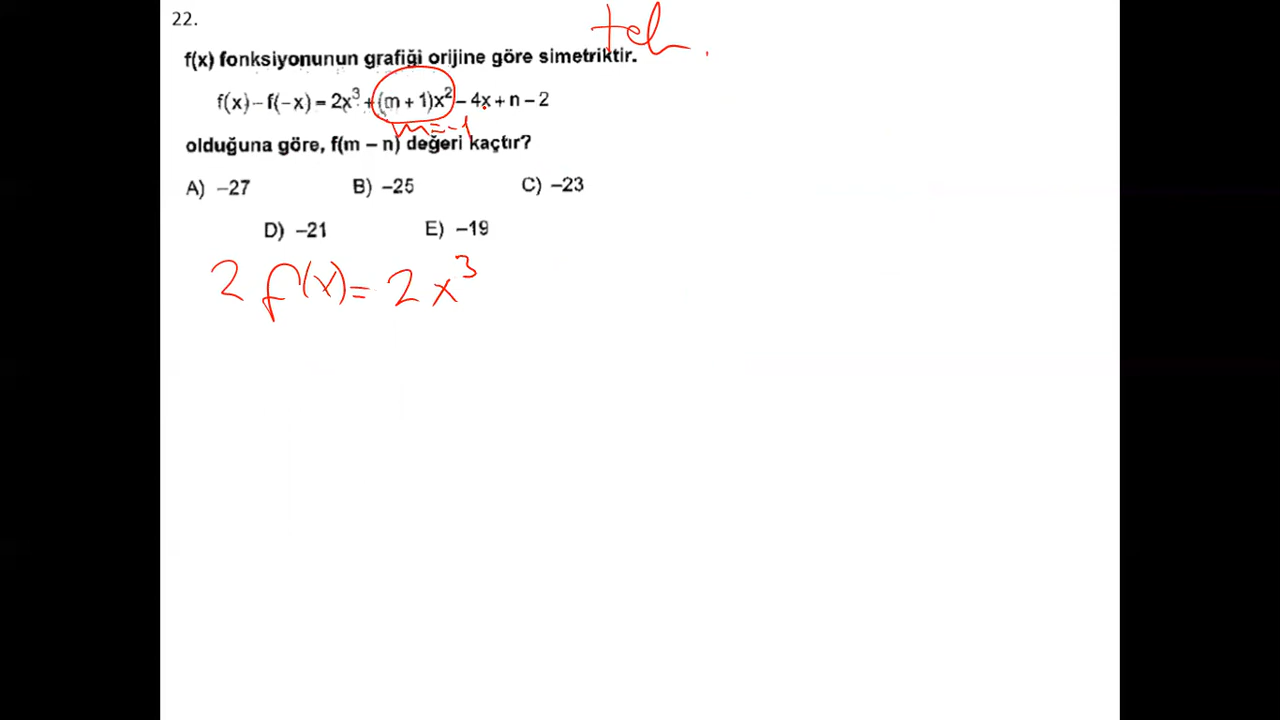 22.
tek
f(x) fonksiyonunun grafiği orijine göre simetriktir.
f(x) – f(–x) = 2x³ + (m + 1)x² – 4x + n – 2
m = -1
olduğuna göre, f(m – n) değeri kaçtır?
A) –27 B) –25 C) –23
D) –21 E) –19
2 f(x) = 2x³